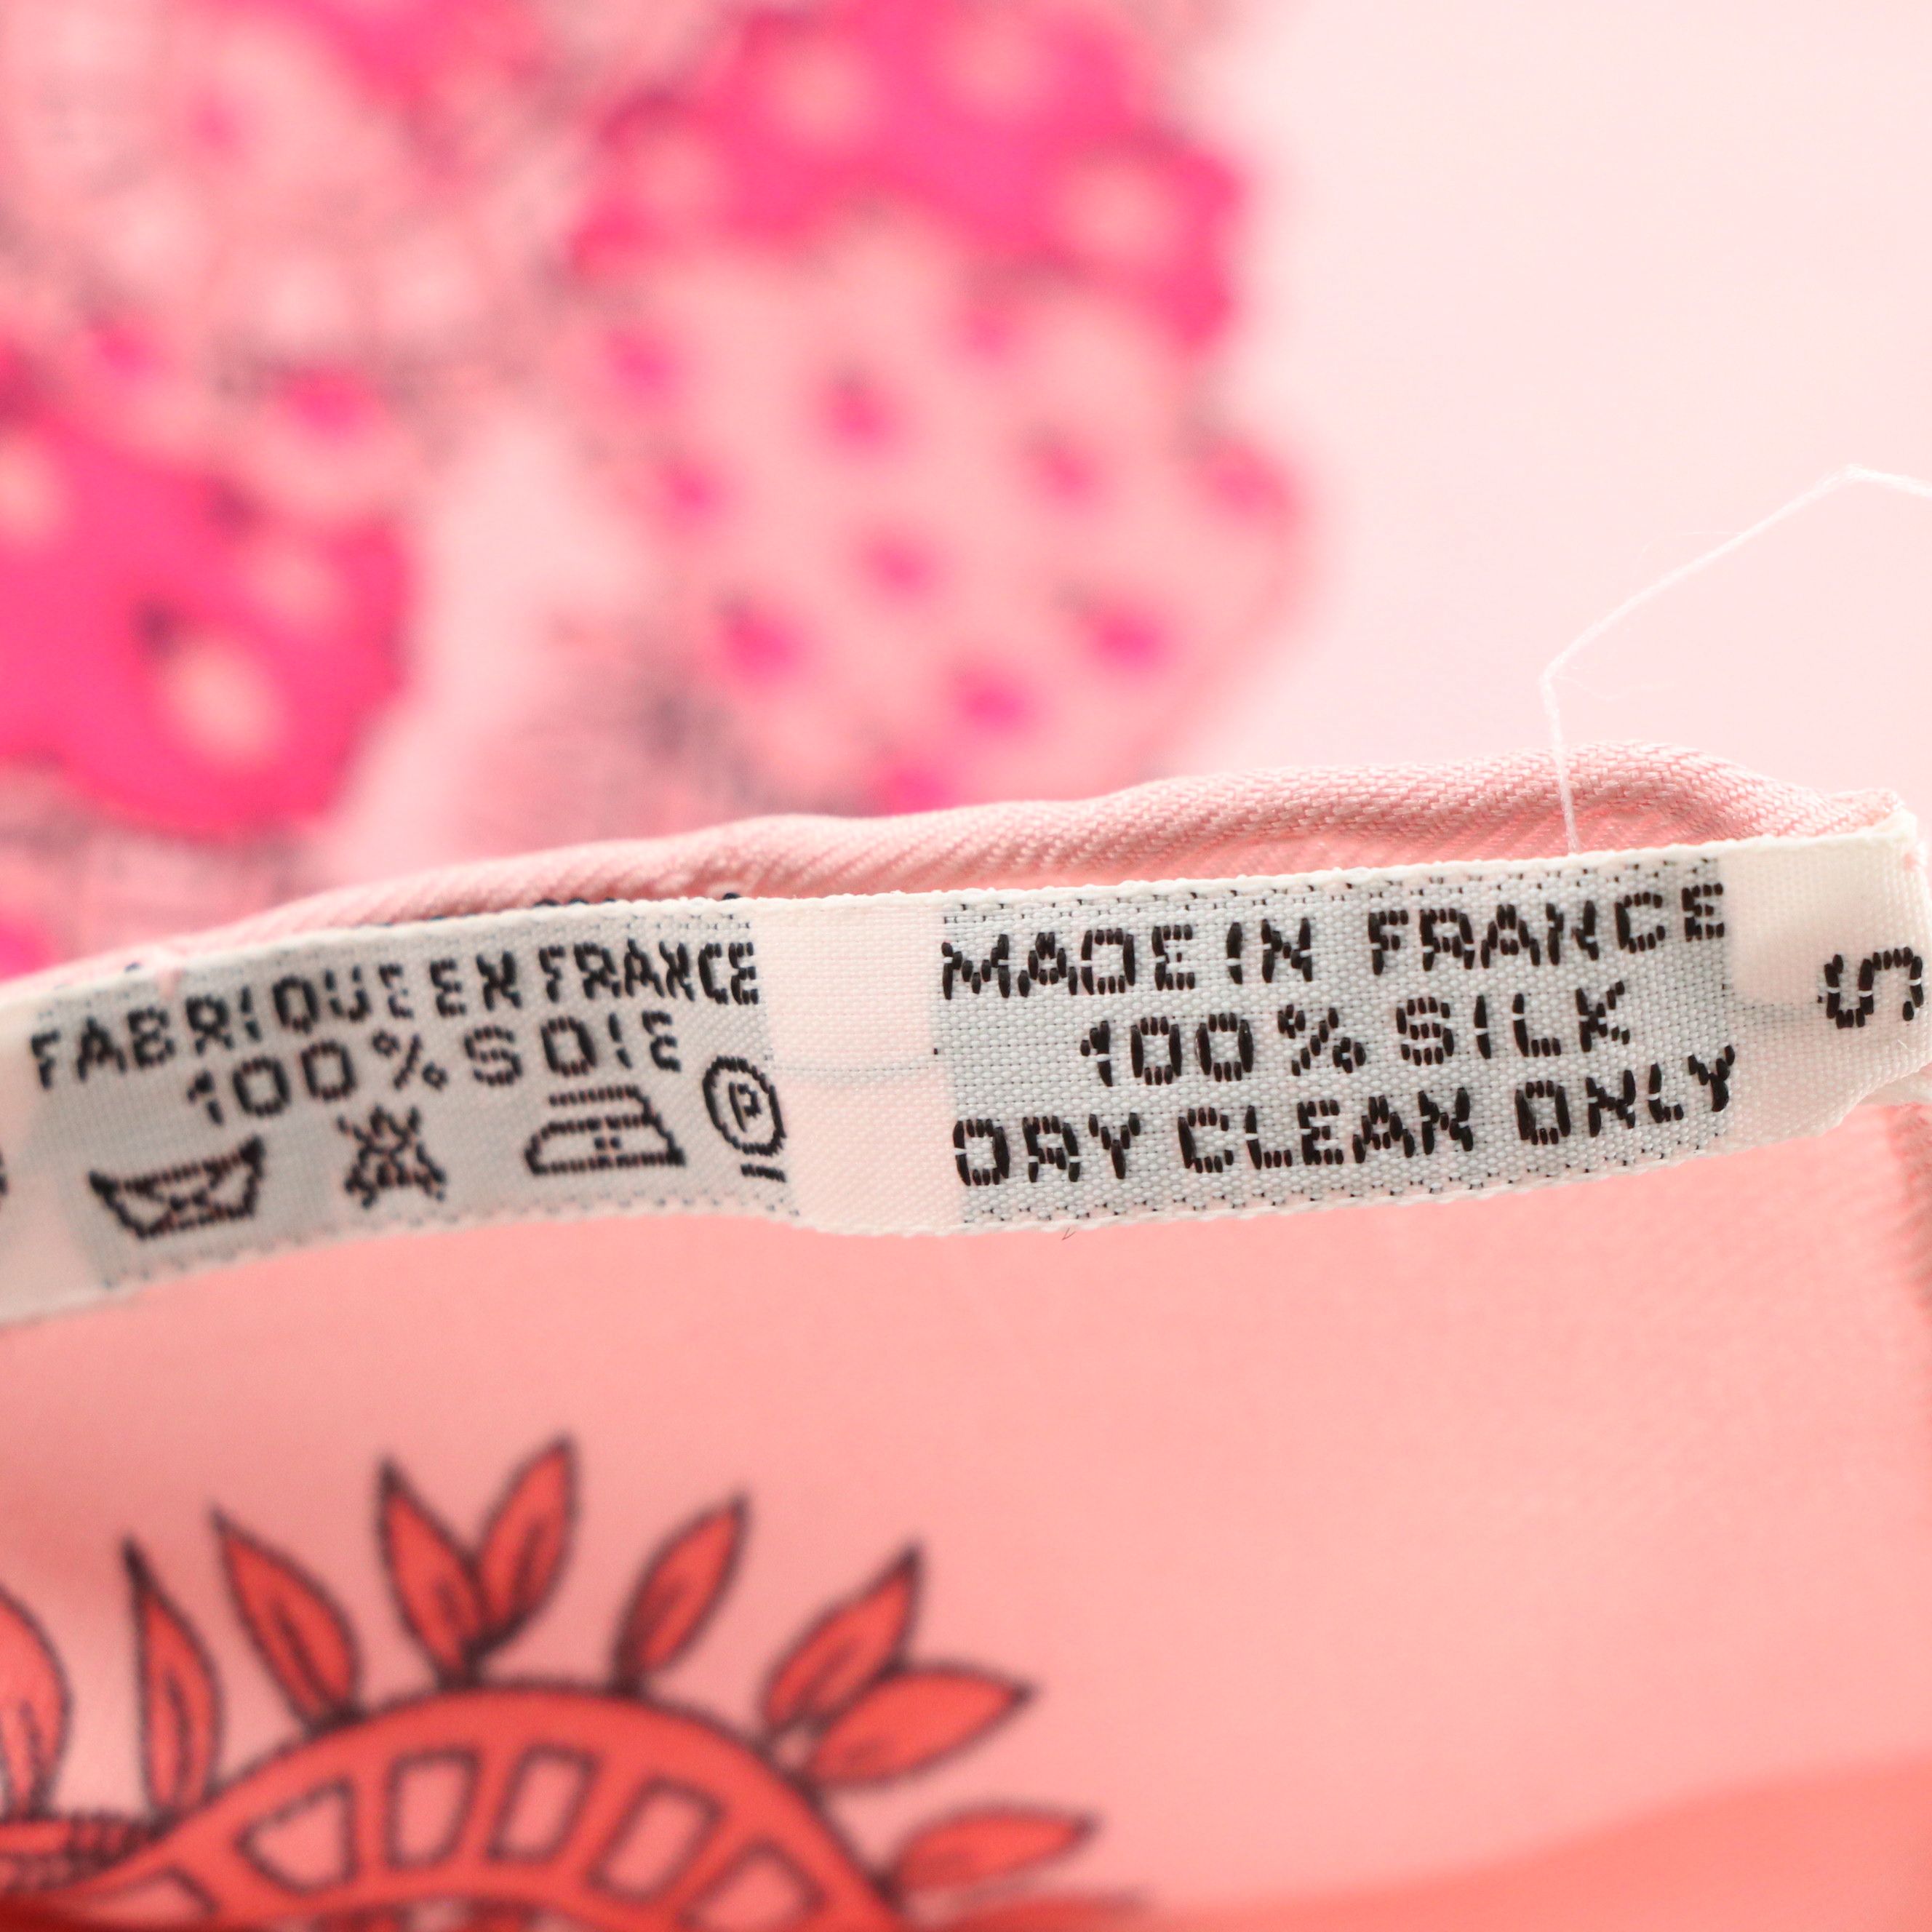 FABRIQUE EN FRANCE
100% SOIE
P
MADE IN FRANCE
100% SILK
DRY CLEAN ONLY
S